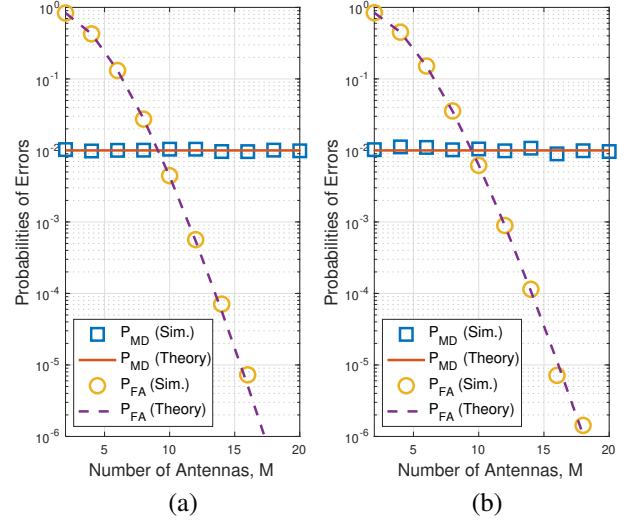 10^0
10^-1
10^-2
10^-3
10^-4
10^-5
10^-6
Probabilities of Errors
P_MD (Sim.)
P_MD (Theory)
P_FA (Sim.)
P_FA (Theory)
5 10 15 20
Number of Antennas, M
(a)
10^0
10^-1
10^-2
10^-3
10^-4
10^-5
10^-6
Probabilities of Errors
P_MD (Sim.)
P_MD (Theory)
P_FA (Sim.)
P_FA (Theory)
5 10 15 20
Number of Antennas, M
(b)